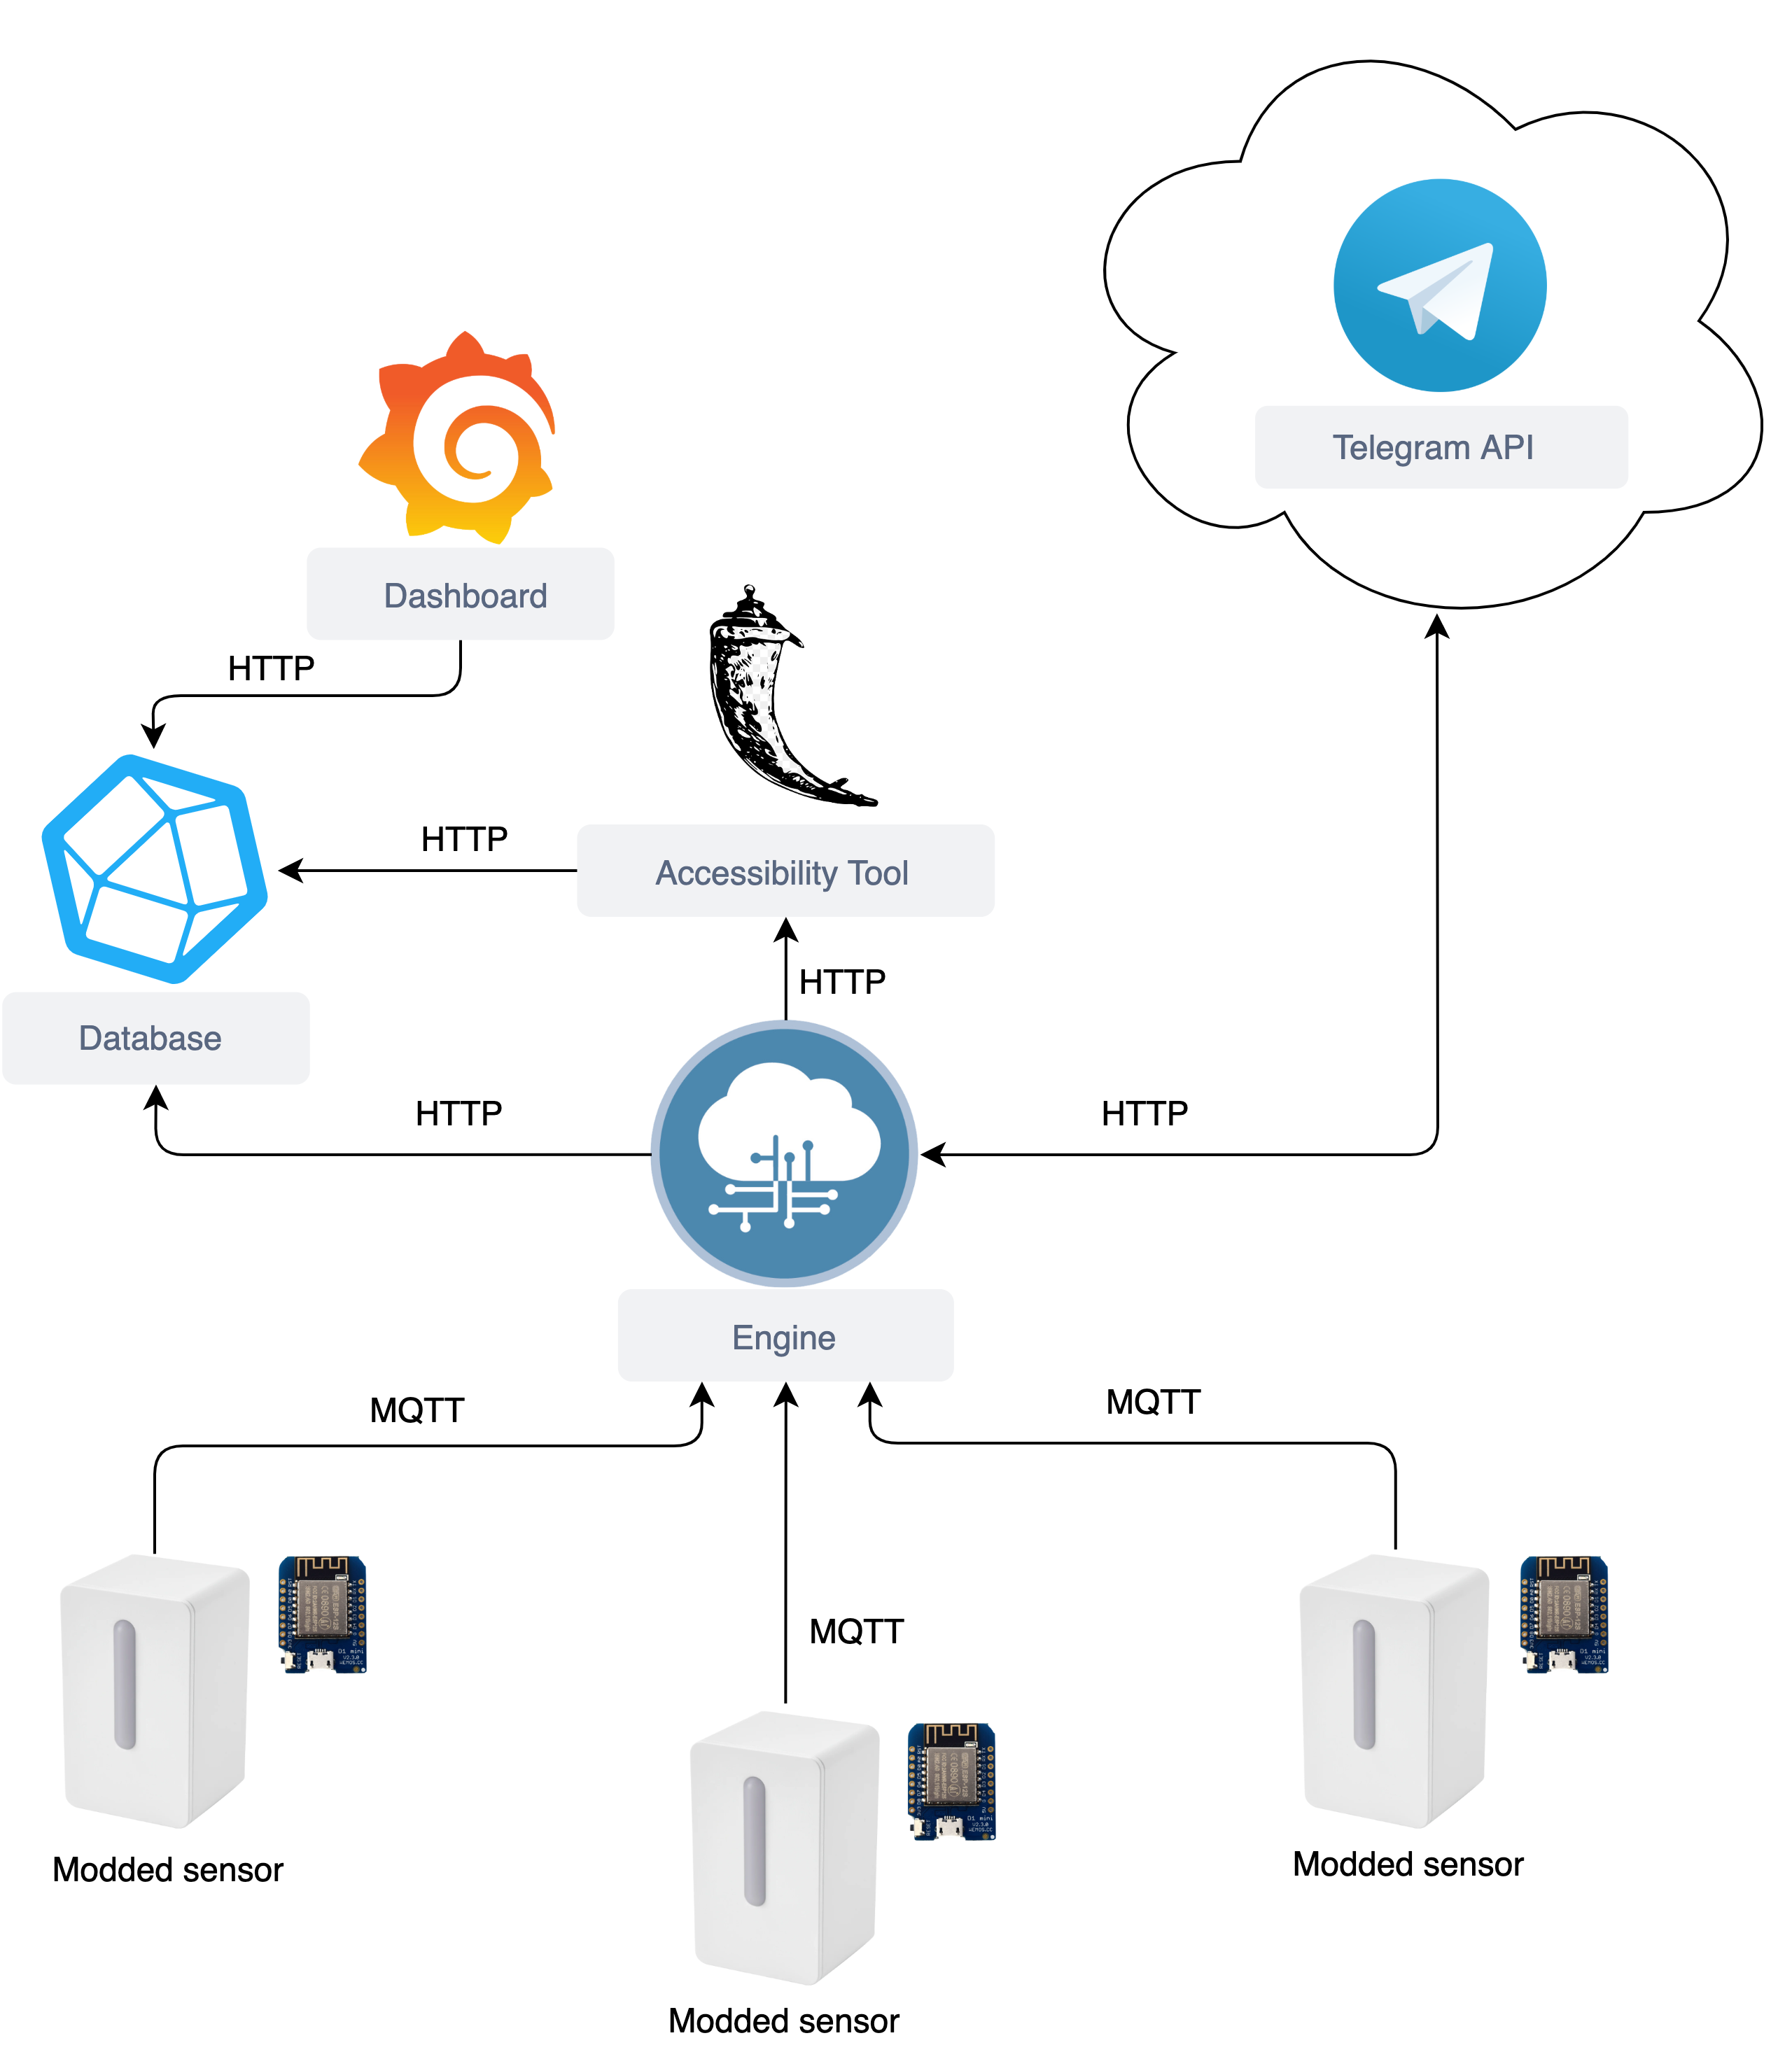 Telegram API
Dashboard
HTTP
HTTP
Accessibility Tool
HTTP
Database
HTTP
HTTP
Engine
MQTT
MQTT
MQTT
Modded sensor
Modded sensor
Modded sensor